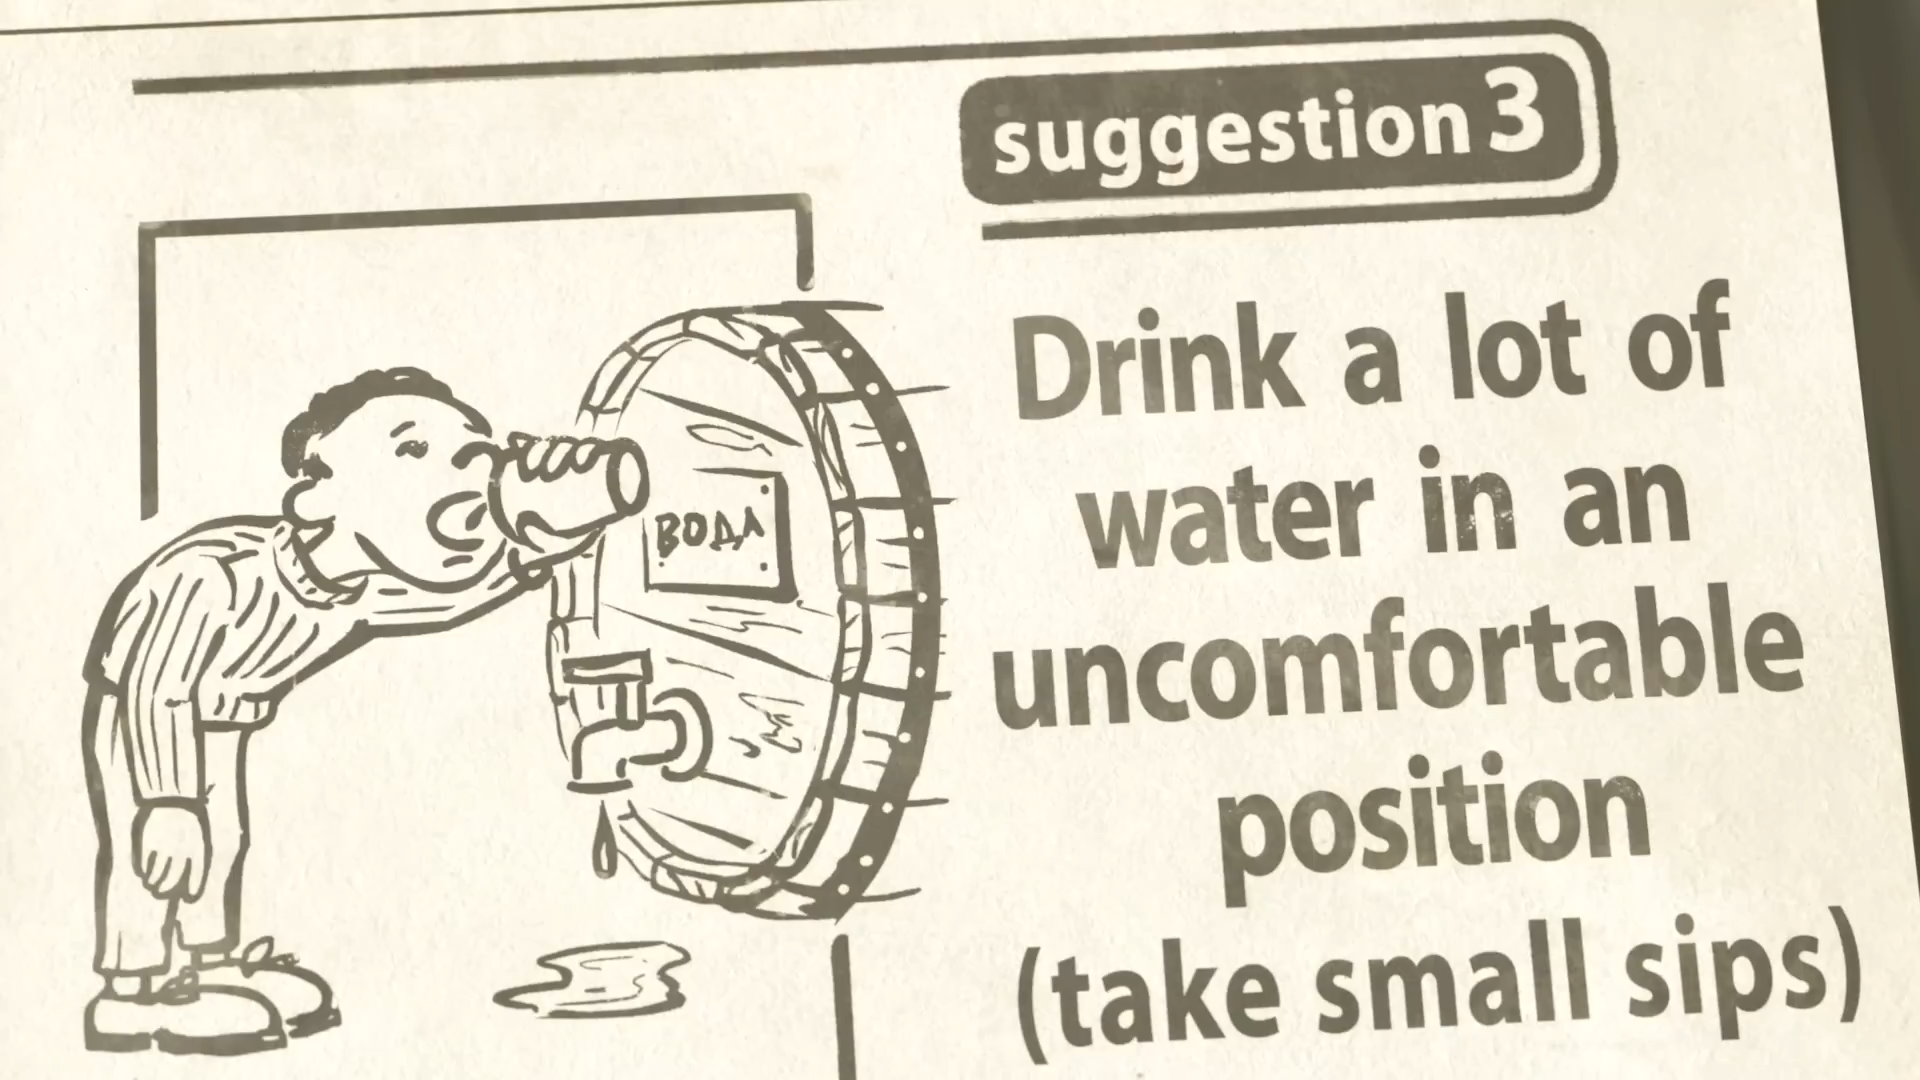 suggestion 3
Drink a lot of
water in an
uncomfortable
position
(take small sips)
ВОДА